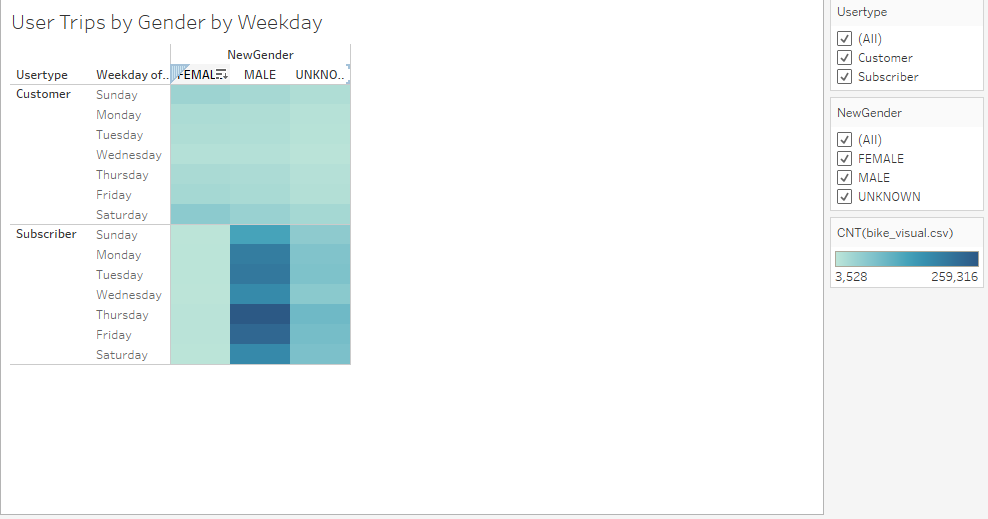 User Trips by Gender by Weekday
NewGender
Usertype Weekday of.. FEMAL MALE UNKNO..
Customer Sunday
Monday
Tuesday
Wednesday
Thursday
Friday
Saturday
Subscriber Sunday
Monday
Tuesday
Wednesday
Thursday
Friday
Saturday
Usertype
(All)
Customer
Subscriber
NewGender
(All)
FEMALE
MALE
UNKNOWN
CNT(bike_visual.csv)
3,528 259,316